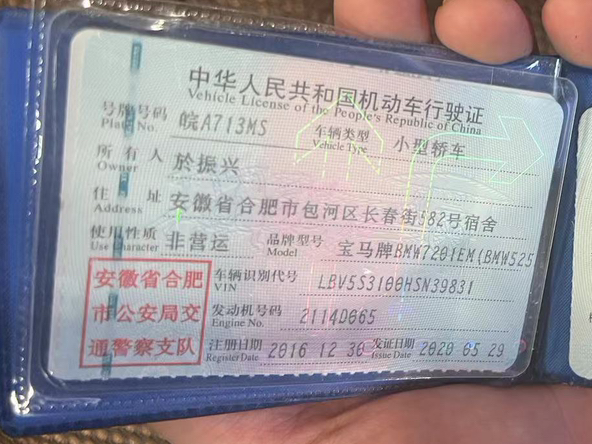 中华人民共和国机动车行驶证
Vehicle License of the People's Republic of China
号牌号码 皖A713MS 车辆类型 小型轿车
Plate No. Vehicle Type
所有人 於振兴
Owner
住址 安徽省合肥市包河区长春街582号宿舍
Address
使用性质 非营运 品牌型号 宝马牌BMW7201EM(BMW525
Use Character Model
安徽省合肥
市公安局交
通警察支队
车辆识别代号 LBV5S3100HSN39831
VIN
发动机号码 2114D665
Engine No.
注册日期 2016 12 30 发证日期 2020 05 29
Register Date Issue Date